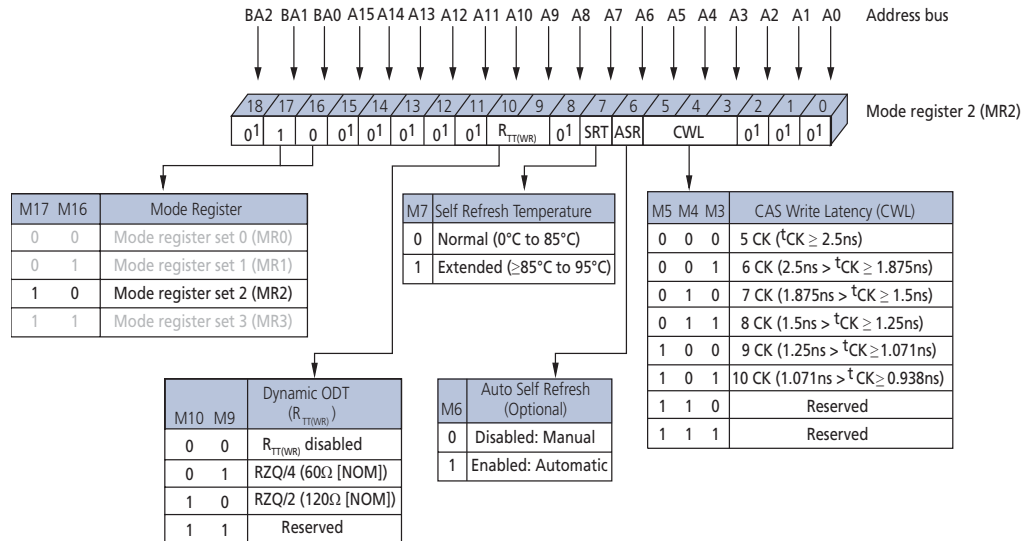 BA2 BA1 BA0 A15 A14 A13 A12 A11 A10 A9 A8 A7 A6 A5 A4 A3 A2 A1 A0 Address bus
18 17 16 15 14 13 12 11 10 9 8 7 6 5 4 3 2 1 0 Mode register 2 (MR2)
0¹ 1 0 0¹ 0¹ 0¹ 0¹ 0¹ R_TT(WR) 0¹ SRT ASR CWL 0¹ 0¹ 0¹
M17 M16 Mode Register
0 0 Mode register set 0 (MR0)
0 1 Mode register set 1 (MR1)
1 0 Mode register set 2 (MR2)
1 1 Mode register set 3 (MR3)
M7 Self Refresh Temperature
0 Normal (0°C to 85°C)
1 Extended (≥85°C to 95°C)
M5 M4 M3 CAS Write Latency (CWL)
0 0 0 5 CK (ᵗCK ≥ 2.5ns)
0 0 1 6 CK (2.5ns > ᵗCK ≥ 1.875ns)
0 1 0 7 CK (1.875ns > ᵗCK ≥ 1.5ns)
0 1 1 8 CK (1.5ns > ᵗCK ≥ 1.25ns)
1 0 0 9 CK (1.25ns > ᵗCK ≥1.071ns)
1 0 1 10 CK (1.071ns > ᵗCK≥ 0.938ns)
1 1 0 Reserved
1 1 1 Reserved
Dynamic ODT
M10 M9 (R_TT(WR))
0 0 R_TT(WR) disabled
0 1 RZQ/4 (60Ω [NOM])
1 0 RZQ/2 (120Ω [NOM])
1 1 Reserved
Auto Self Refresh
M6 (Optional)
0 Disabled: Manual
1 Enabled: Automatic